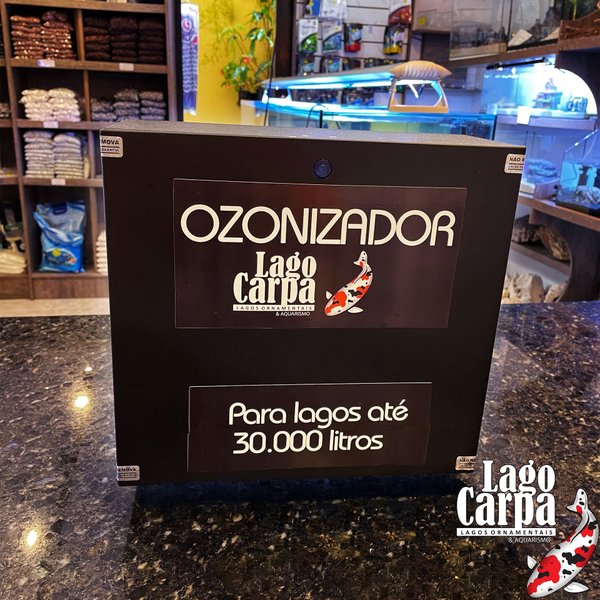 OZONIZADOR
Lago
Carpa
LAGOS ORNAMENTAIS
& AQUARISMO
Para lagos até
30.000 litros
Lago
Carpa
LAGOS ORNAMENTAIS
& AQUARISMO